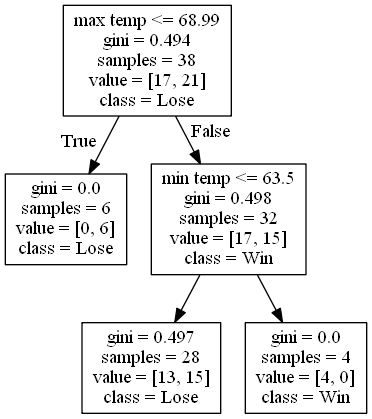 max temp <= 68.99
gini = 0.494
samples = 38
value = [17, 21]
class = Lose
True
False
gini = 0.0
samples = 6
value = [0, 6]
class = Lose
min temp <= 63.5
gini = 0.498
samples = 32
value = [17, 15]
class = Win
gini = 0.497
samples = 28
value = [13, 15]
class = Lose
gini = 0.0
samples = 4
value = [4, 0]
class = Win